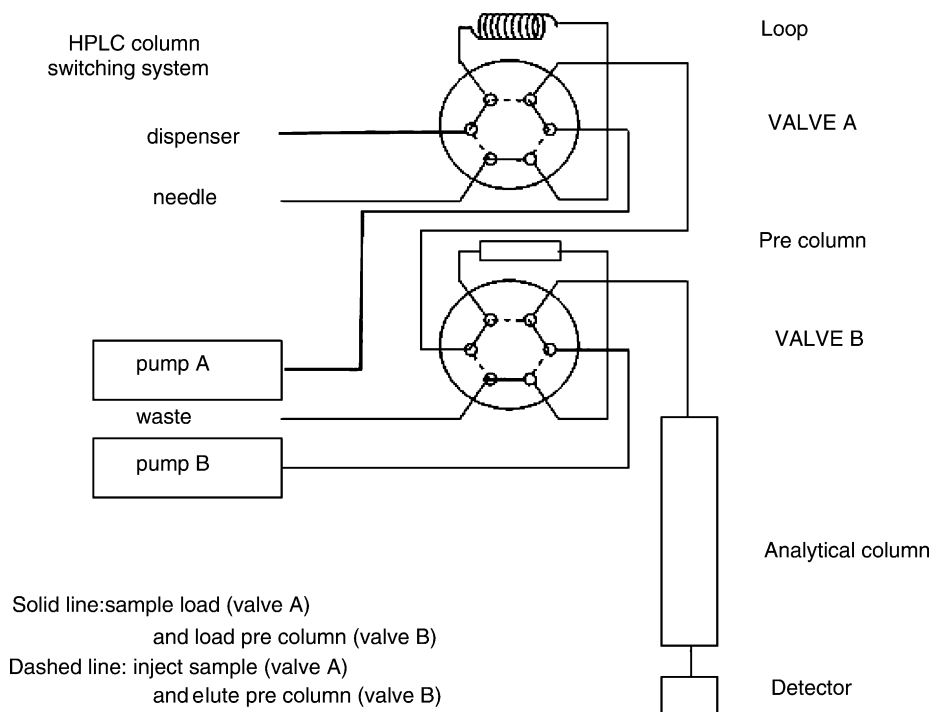 HPLC column
switching system
Loop
dispenser
VALVE A
needle
Pre column
VALVE B
pump A
waste
pump B
Analytical column
Solid line:sample load (valve A)
and load pre column (valve B)
Dashed line: inject sample (valve A)
and elute pre column (valve B)
Detector